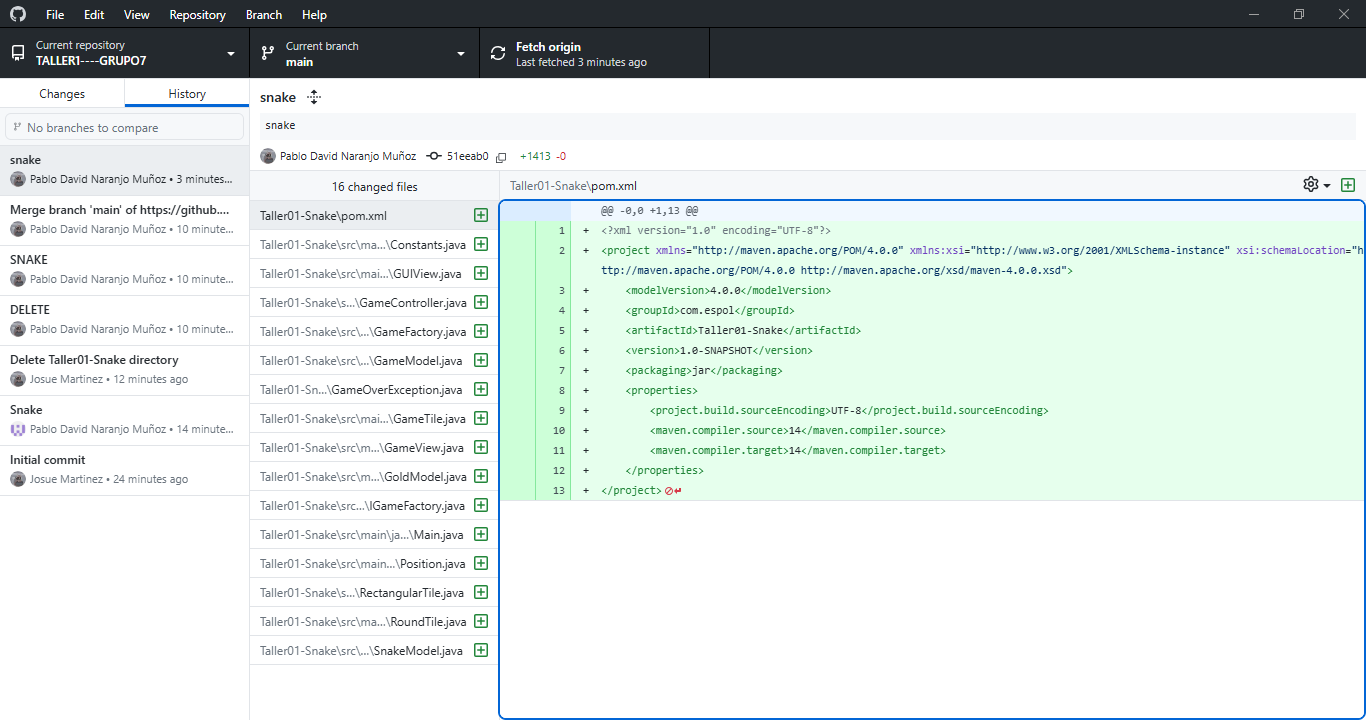 File Edit View Repository Branch Help
Current repository
TALLER1----GRUPO7
Current branch
main
Fetch origin
Last fetched 3 minutes ago
Changes History
No branches to compare
snake
Pablo David Naranjo Muñoz • 3 minutes...
Merge branch 'main' of https://github....
Pablo David Naranjo Muñoz • 10 minute...
SNAKE
Pablo David Naranjo Muñoz • 10 minute...
DELETE
Pablo David Naranjo Muñoz • 10 minute...
Delete Taller01-Snake directory
Josue Martinez • 12 minutes ago
Snake
Pablo David Naranjo Muñoz • 14 minute...
Initial commit
Josue Martinez • 24 minutes ago
snake
snake
Pablo David Naranjo Muñoz 51eeab0 +1413 -0
16 changed files
Taller01-Snake\pom.xml
Taller01-Snake\src\ma...\Constants.java
Taller01-Snake\src\mai...\GUIView.java
Taller01-Snake\s...\GameController.java
Taller01-Snake\src\...\GameFactory.java
Taller01-Snake\src\...\GameModel.java
Taller01-Sn...\GameOverException.java
Taller01-Snake\src\mai...\GameTile.java
Taller01-Snake\src\m...\GameView.java
Taller01-Snake\src\m...\GoldModel.java
Taller01-Snake\src...\IGameFactory.java
Taller01-Snake\src\main\ja...\Main.java
Taller01-Snake\src\main...\Position.java
Taller01-Snake\s...\RectangularTile.java
Taller01-Snake\src\ma...\RoundTile.java
Taller01-Snake\src\...\SnakeModel.java
Taller01-Snake\pom.xml
@@ -0,0 +1,13 @@
1 + <?xml version="1.0" encoding="UTF-8"?>
2 + <project xmlns="http://maven.apache.org/POM/4.0.0" xmlns:xsi="http://www.w3.org/2001/XMLSchema-instance" xsi:schemaLocation="h
ttp://maven.apache.org/POM/4.0.0 http://maven.apache.org/xsd/maven-4.0.0.xsd">
3 + <modelVersion>4.0.0</modelVersion>
4 + <groupId>com.espol</groupId>
5 + <artifactId>Taller01-Snake</artifactId>
6 + <version>1.0-SNAPSHOT</version>
7 + <packaging>jar</packaging>
8 + <properties>
9 + <project.build.sourceEncoding>UTF-8</project.build.sourceEncoding>
10 + <maven.compiler.source>14</maven.compiler.source>
11 + <maven.compiler.target>14</maven.compiler.target>
12 + </properties>
13 + </project>